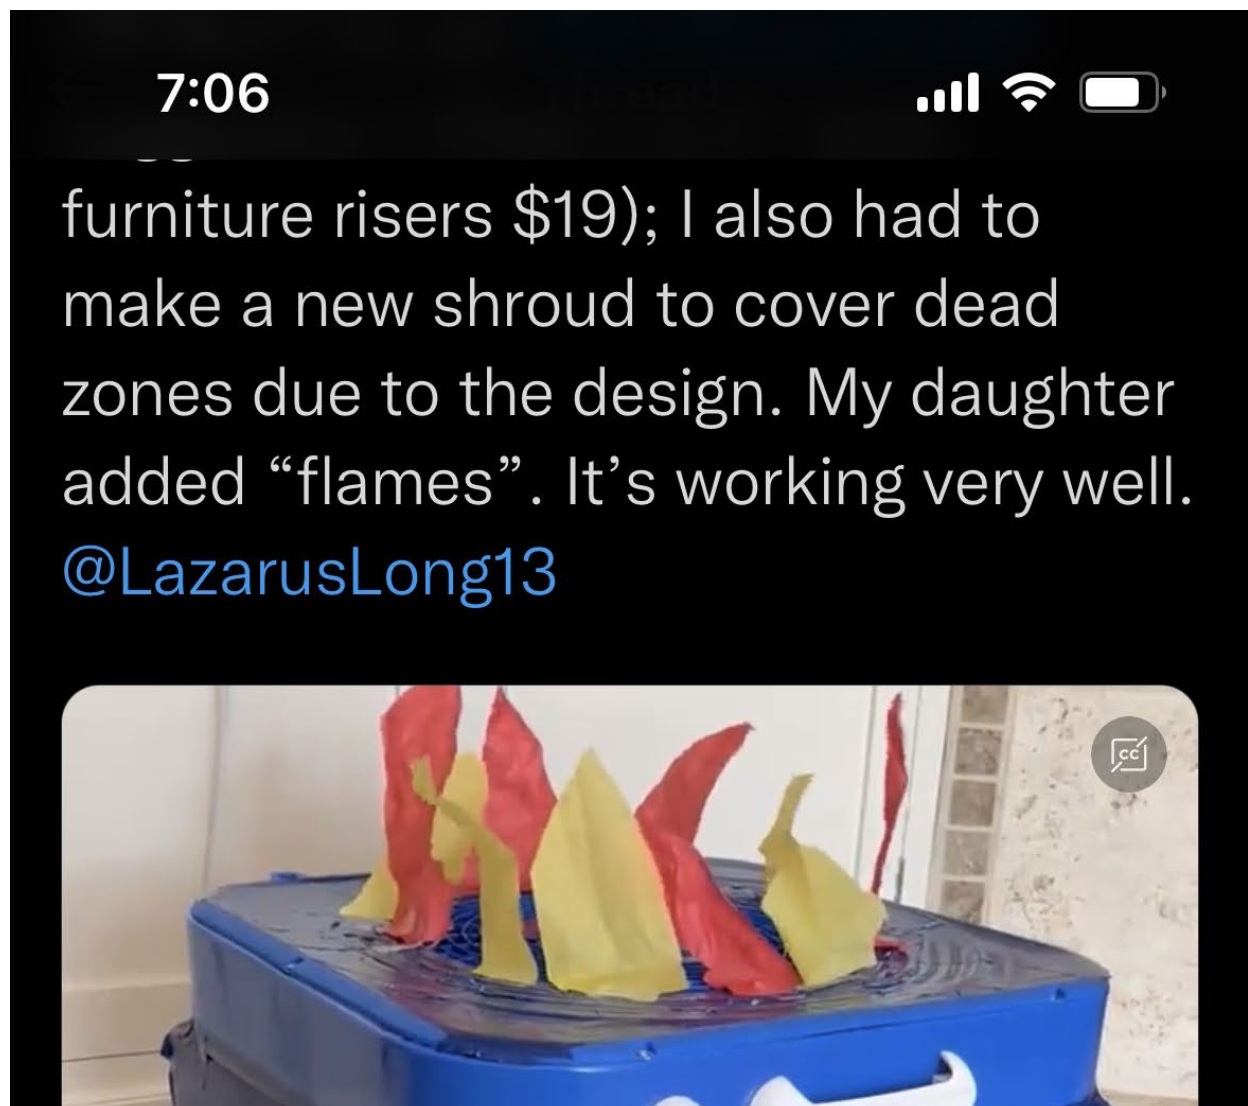 7:06
furniture risers $19); I also had to
make a new shroud to cover dead
zones due to the design. My daughter
added “flames”. It’s working very well.
@LazarusLong13
cc